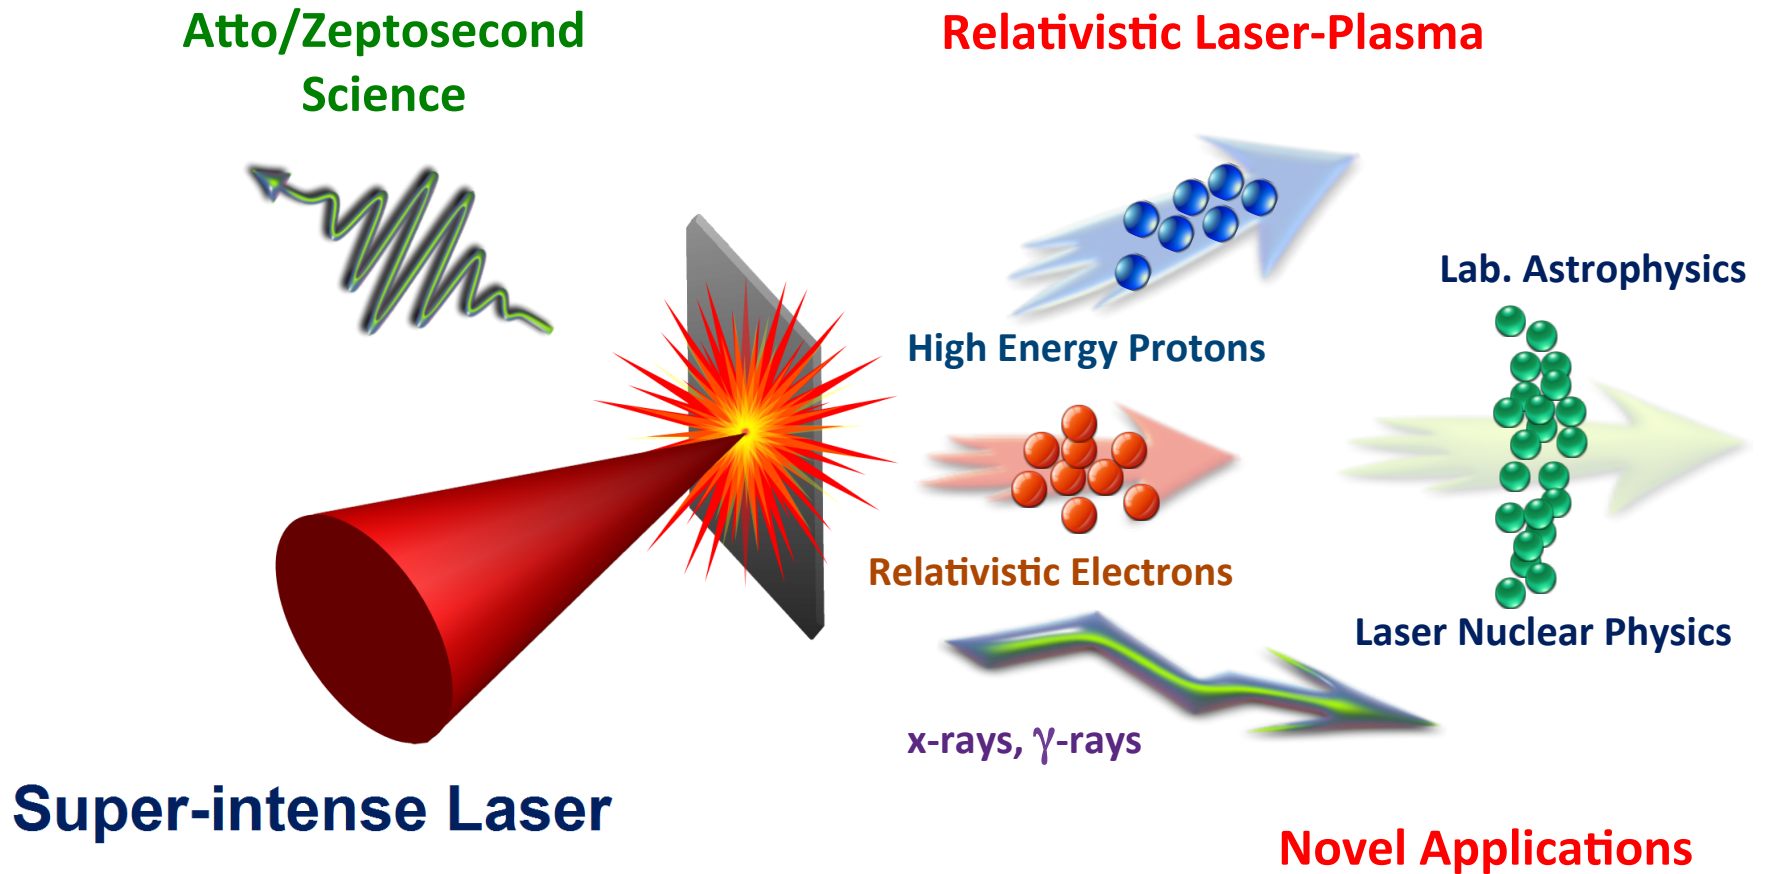 Atto/Zeptosecond
Science
Relativistic Laser-Plasma
Lab. Astrophysics
High Energy Protons
Relativistic Electrons
Laser Nuclear Physics
x-rays, γ-rays
Super-intense Laser
Novel Applications